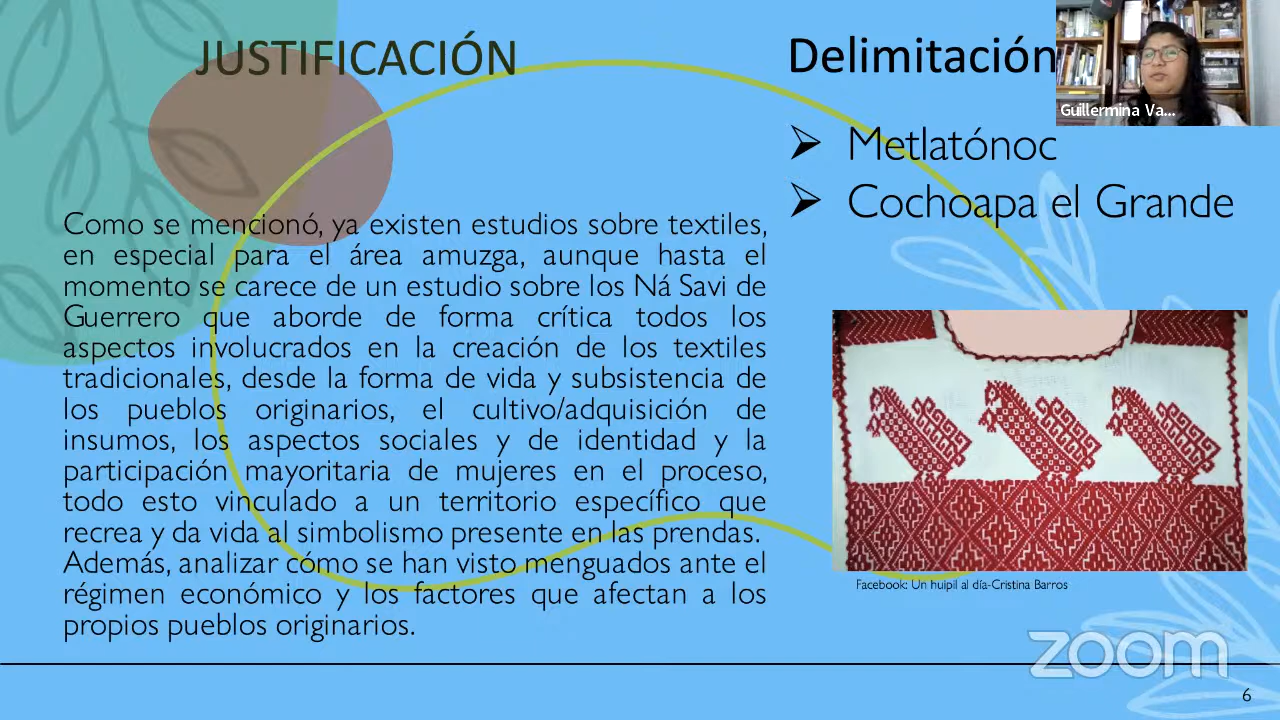 JUSTIFICACIÓN
Como se mencionó, ya existen estudios sobre textiles,
en especial para el área amuzga, aunque hasta el
momento se carece de un estudio sobre los Ná Savi de
Guerrero que aborde de forma crítica todos los
aspectos involucrados en la creación de los textiles
tradicionales, desde la forma de vida y subsistencia de
los pueblos originarios, el cultivo/adquisición de
insumos, los aspectos sociales y de identidad y la
participación mayoritaria de mujeres en el proceso,
todo esto vinculado a un territorio específico que
recrea y da vida al simbolismo presente en las prendas.
Además, analizar cómo se han visto menguados ante el
régimen económico y los factores que afectan a los
propios pueblos originarios.
Delimitación
Guillermina Va...
➢ Metlatónoc
➢ Cochoapa el Grande
Facebook: Un huipil al día-Cristina Barros
zoom
6